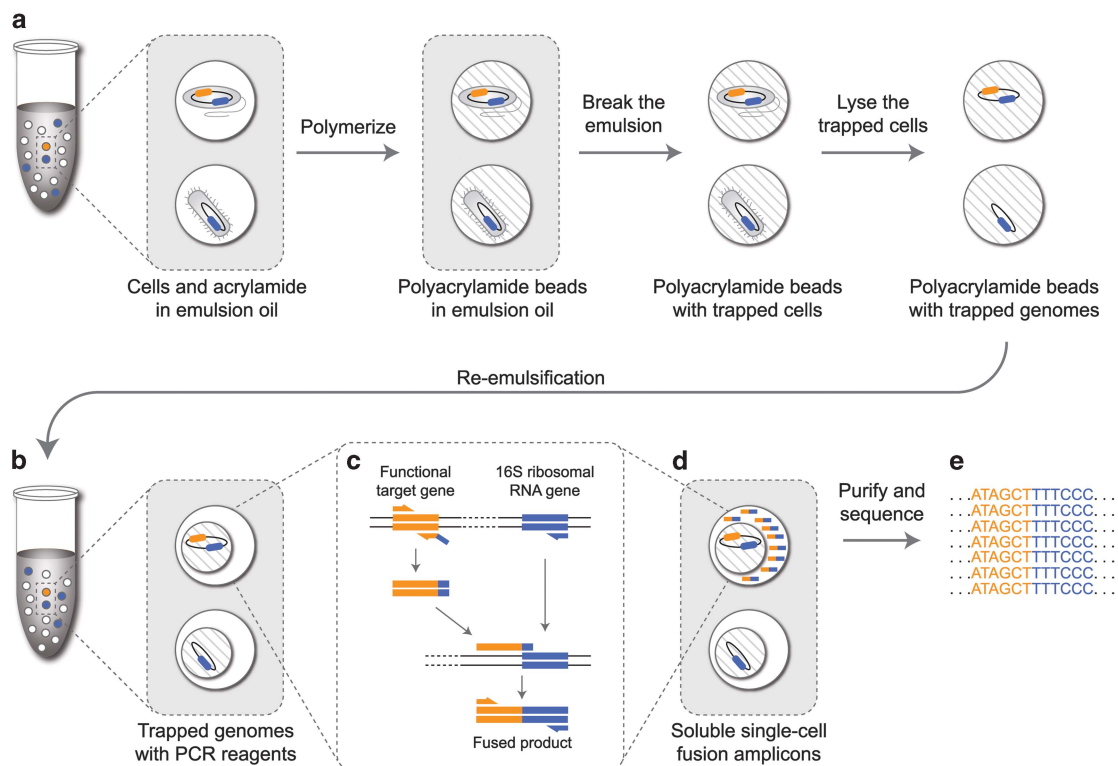 a
Polymerize
Break the
emulsion
Lyse the
trapped cells
Cells and acrylamide
in emulsion oil
Polyacrylamide beads
in emulsion oil
Polyacrylamide beads
with trapped cells
Polyacrylamide beads
with trapped genomes
Re-emulsification
b
Trapped genomes
with PCR reagents
c
Functional
target gene
16S ribosomal
RNA gene
Fused product
d
Soluble single-cell
fusion amplicons
Purify and
sequence
e
. . .ATAGCTTTTCCC. . .
. . .ATAGCTTTTCCC. . .
. . .ATAGCTTTTCCC. . .
. . .ATAGCTTTTCCC. . .
. . .ATAGCTTTTCCC. . .
. . .ATAGCTTTTCCC. . .
. . .ATAGCTTTTCCC. . .